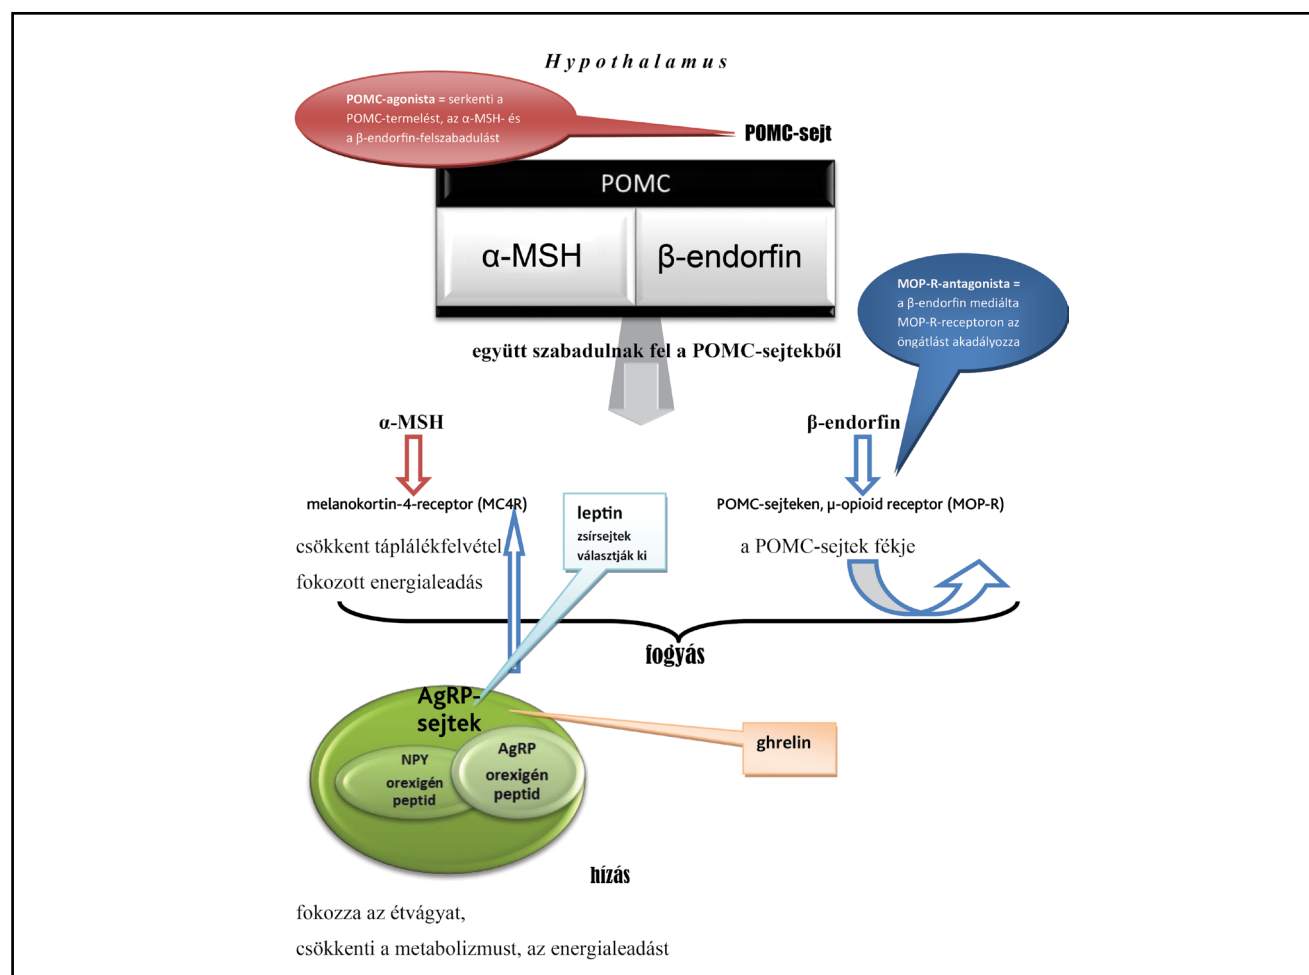 Hypothalamus
POMC-agonista = serkenti a
POMC-termelést, az α-MSH- és
a β-endorfin-felszabadulást
POMC-sejt
POMC
α-MSH
β-endorfin
MOP-R-antagonista =
a β-endorfin mediálta
MOP-R-receptoron az
öngátlást akadályozza
együtt szabadulnak fel a POMC-sejtekből
α-MSH
β-endorfin
melanokortin-4-receptor (MC4R)
POMC-sejteken, μ-opioid receptor (MOP-R)
leptin
zsírsejtek
választják ki
csökkent táplálékfelvétel
fokozott energialeadás
a POMC-sejtek fékje
fogyás
AgRP-
sejtek
NPY
orexigén
peptid
AgRP
orexigén
peptid
ghrelin
hízás
fokozza az étvágyat,
csökkenti a metabolizmust, az energialeadást